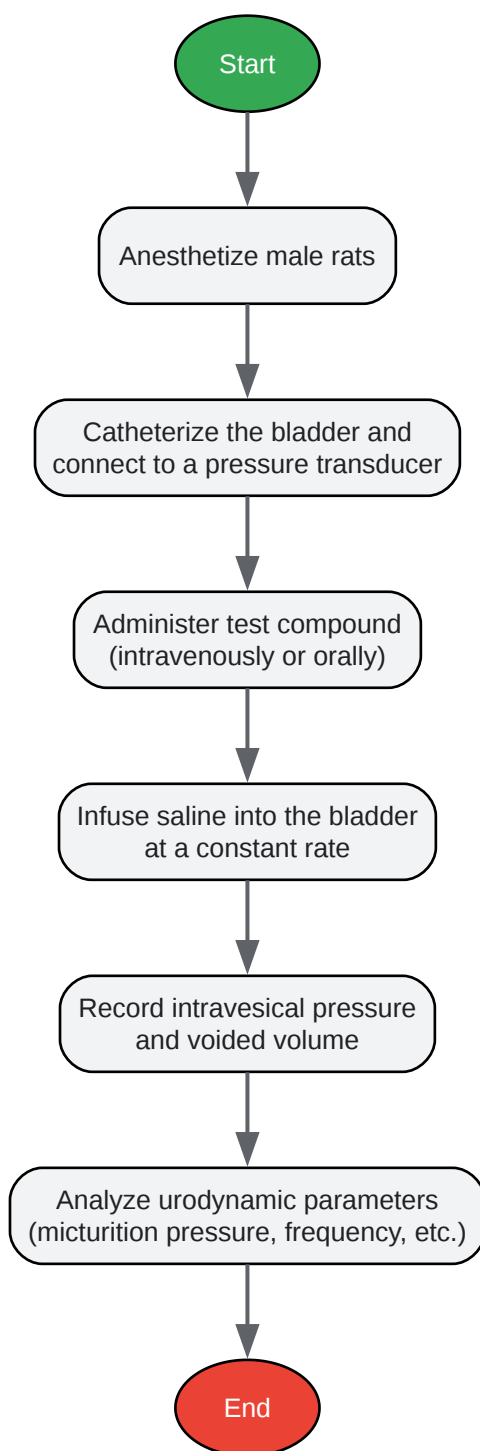 Start
Anesthetize male rats
Catheterize the bladder and
connect to a pressure transducer
Administer test compound
(intravenously or orally)
Infuse saline into the bladder
at a constant rate
Record intravesical pressure
and voided volume
Analyze urodynamic parameters
(micturition pressure, frequency, etc.)
End